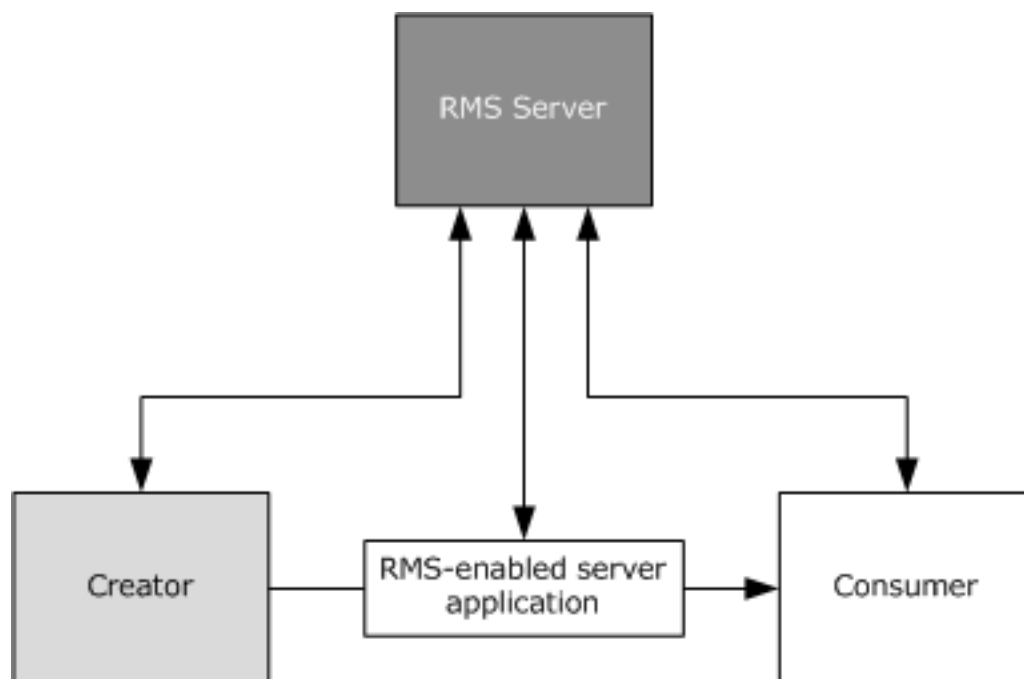 RMS Server
Creator
RMS-enabled server
application
Consumer